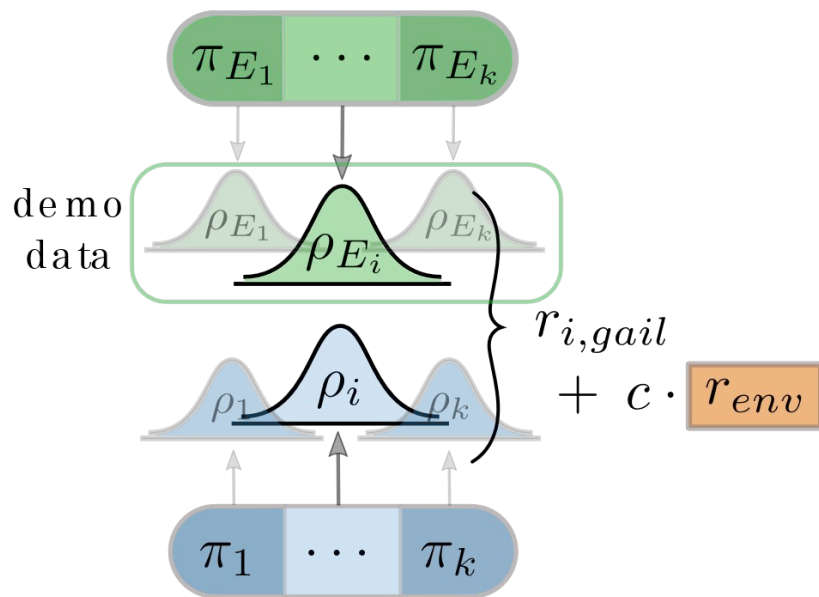 π_{E_1} ··· π_{E_k}
demo data
ρ_{E_1} ρ_{E_i} ρ_{E_k}
r_{i,gail}
+ c · r_{env}
ρ_1 ρ_i ρ_k
π_1 ··· π_k